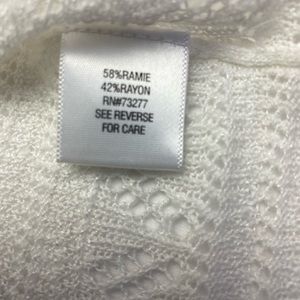 58%RAMIE
42%RAYON
RN#73277
SEE REVERSE
FOR CARE